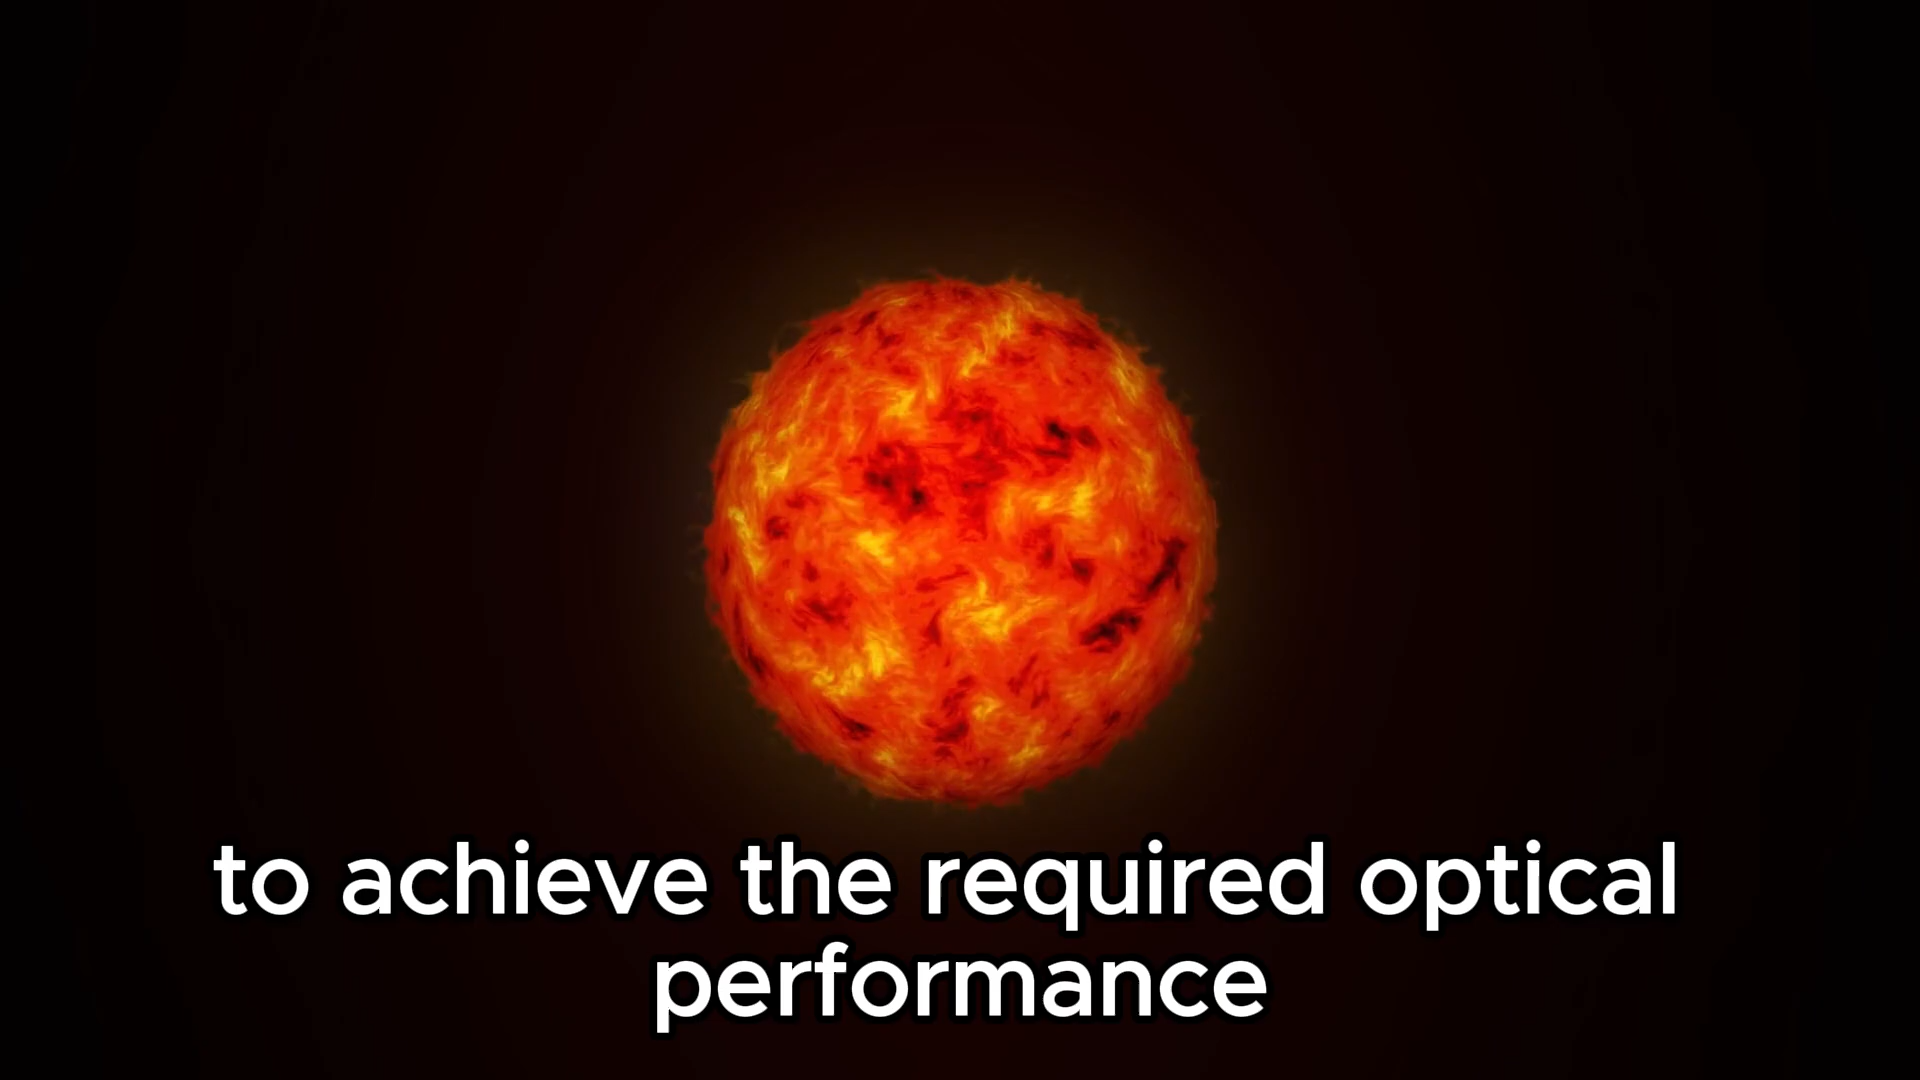 to achieve the required optical
performance